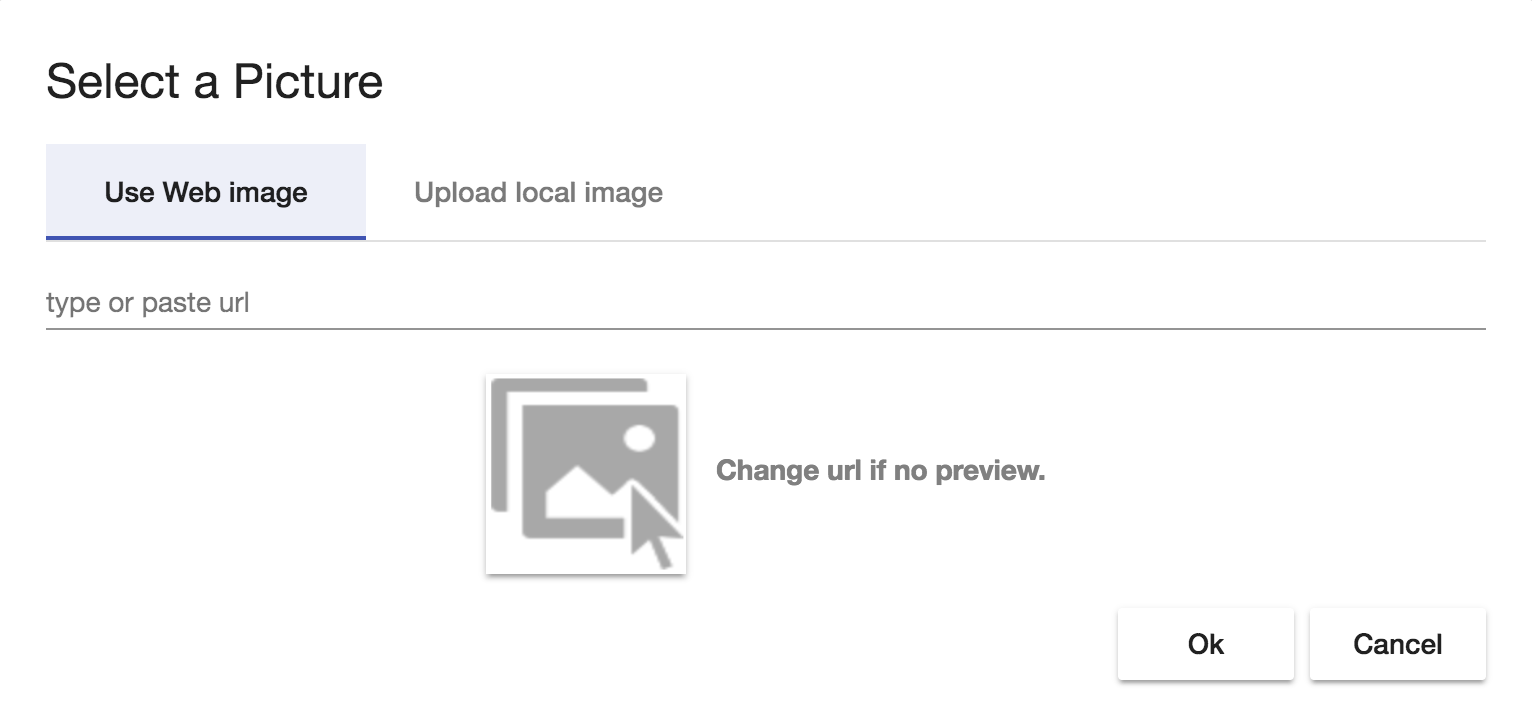 Select a Picture
Use Web image
Upload local image
type or paste url
Change url if no preview.
Ok
Cancel